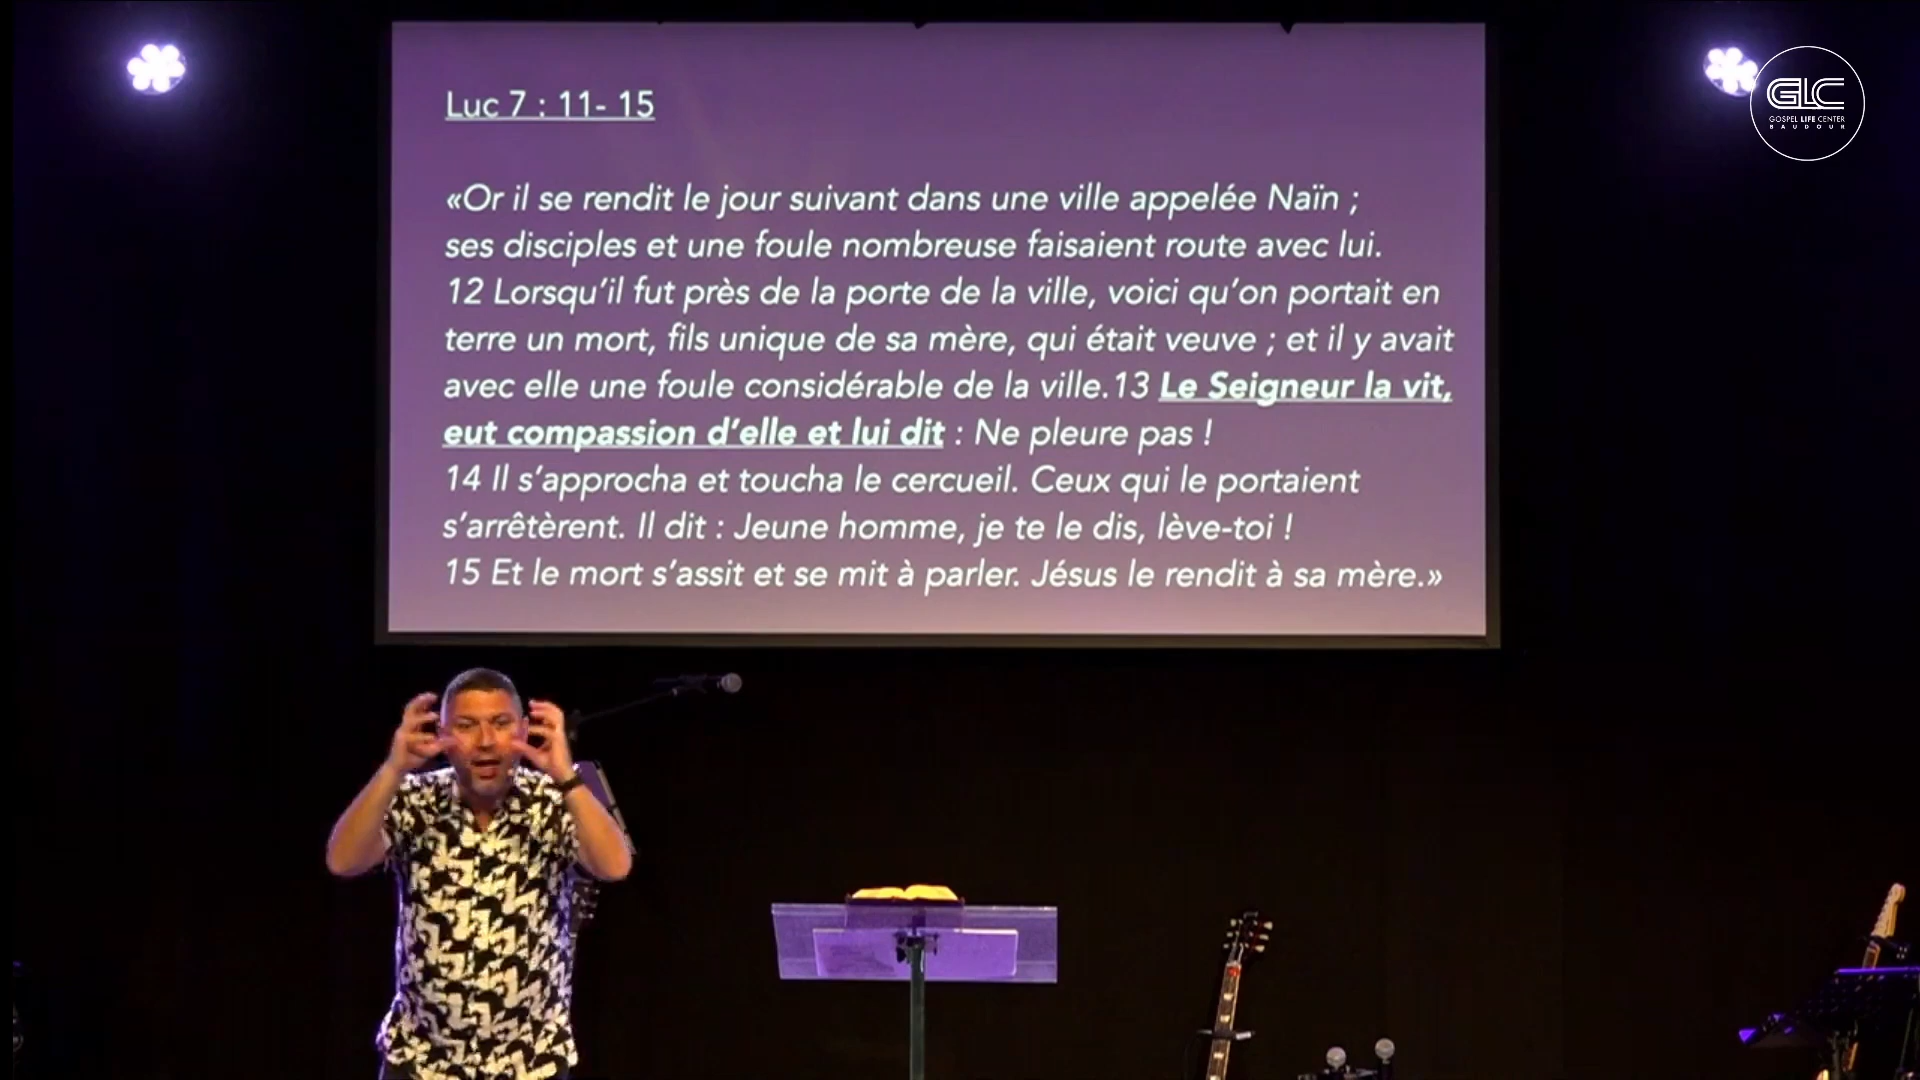 Luc 7 : 11- 15
«Or il se rendit le jour suivant dans une ville appelée Naïn ;
ses disciples et une foule nombreuse faisaient route avec lui.
12 Lorsqu’il fut près de la porte de la ville, voici qu’on portait en
terre un mort, fils unique de sa mère, qui était veuve ; et il y avait
avec elle une foule considérable de la ville.13 Le Seigneur la vit,
eut compassion d’elle et lui dit : Ne pleure pas !
14 Il s’approcha et toucha le cercueil. Ceux qui le portaient
s’arrêtèrent. Il dit : Jeune homme, je te le dis, lève-toi !
15 Et le mort s’assit et se mit à parler. Jésus le rendit à sa mère.»
GLC
GOSPEL LIFE CENTER
BAUDOUR